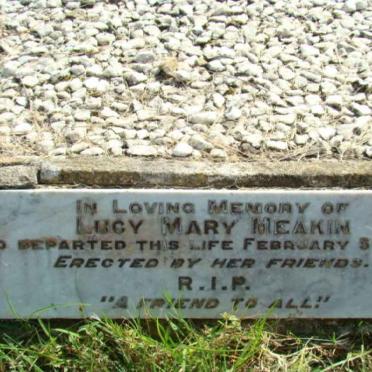 IN LOVING MEMORY OF
LUCY MARY MEAKIN
DEPARTED THIS LIFE FEBRUARY
ERECTED BY HER FRIENDS.
R.I.P.
"A FRIEND TO ALL!"